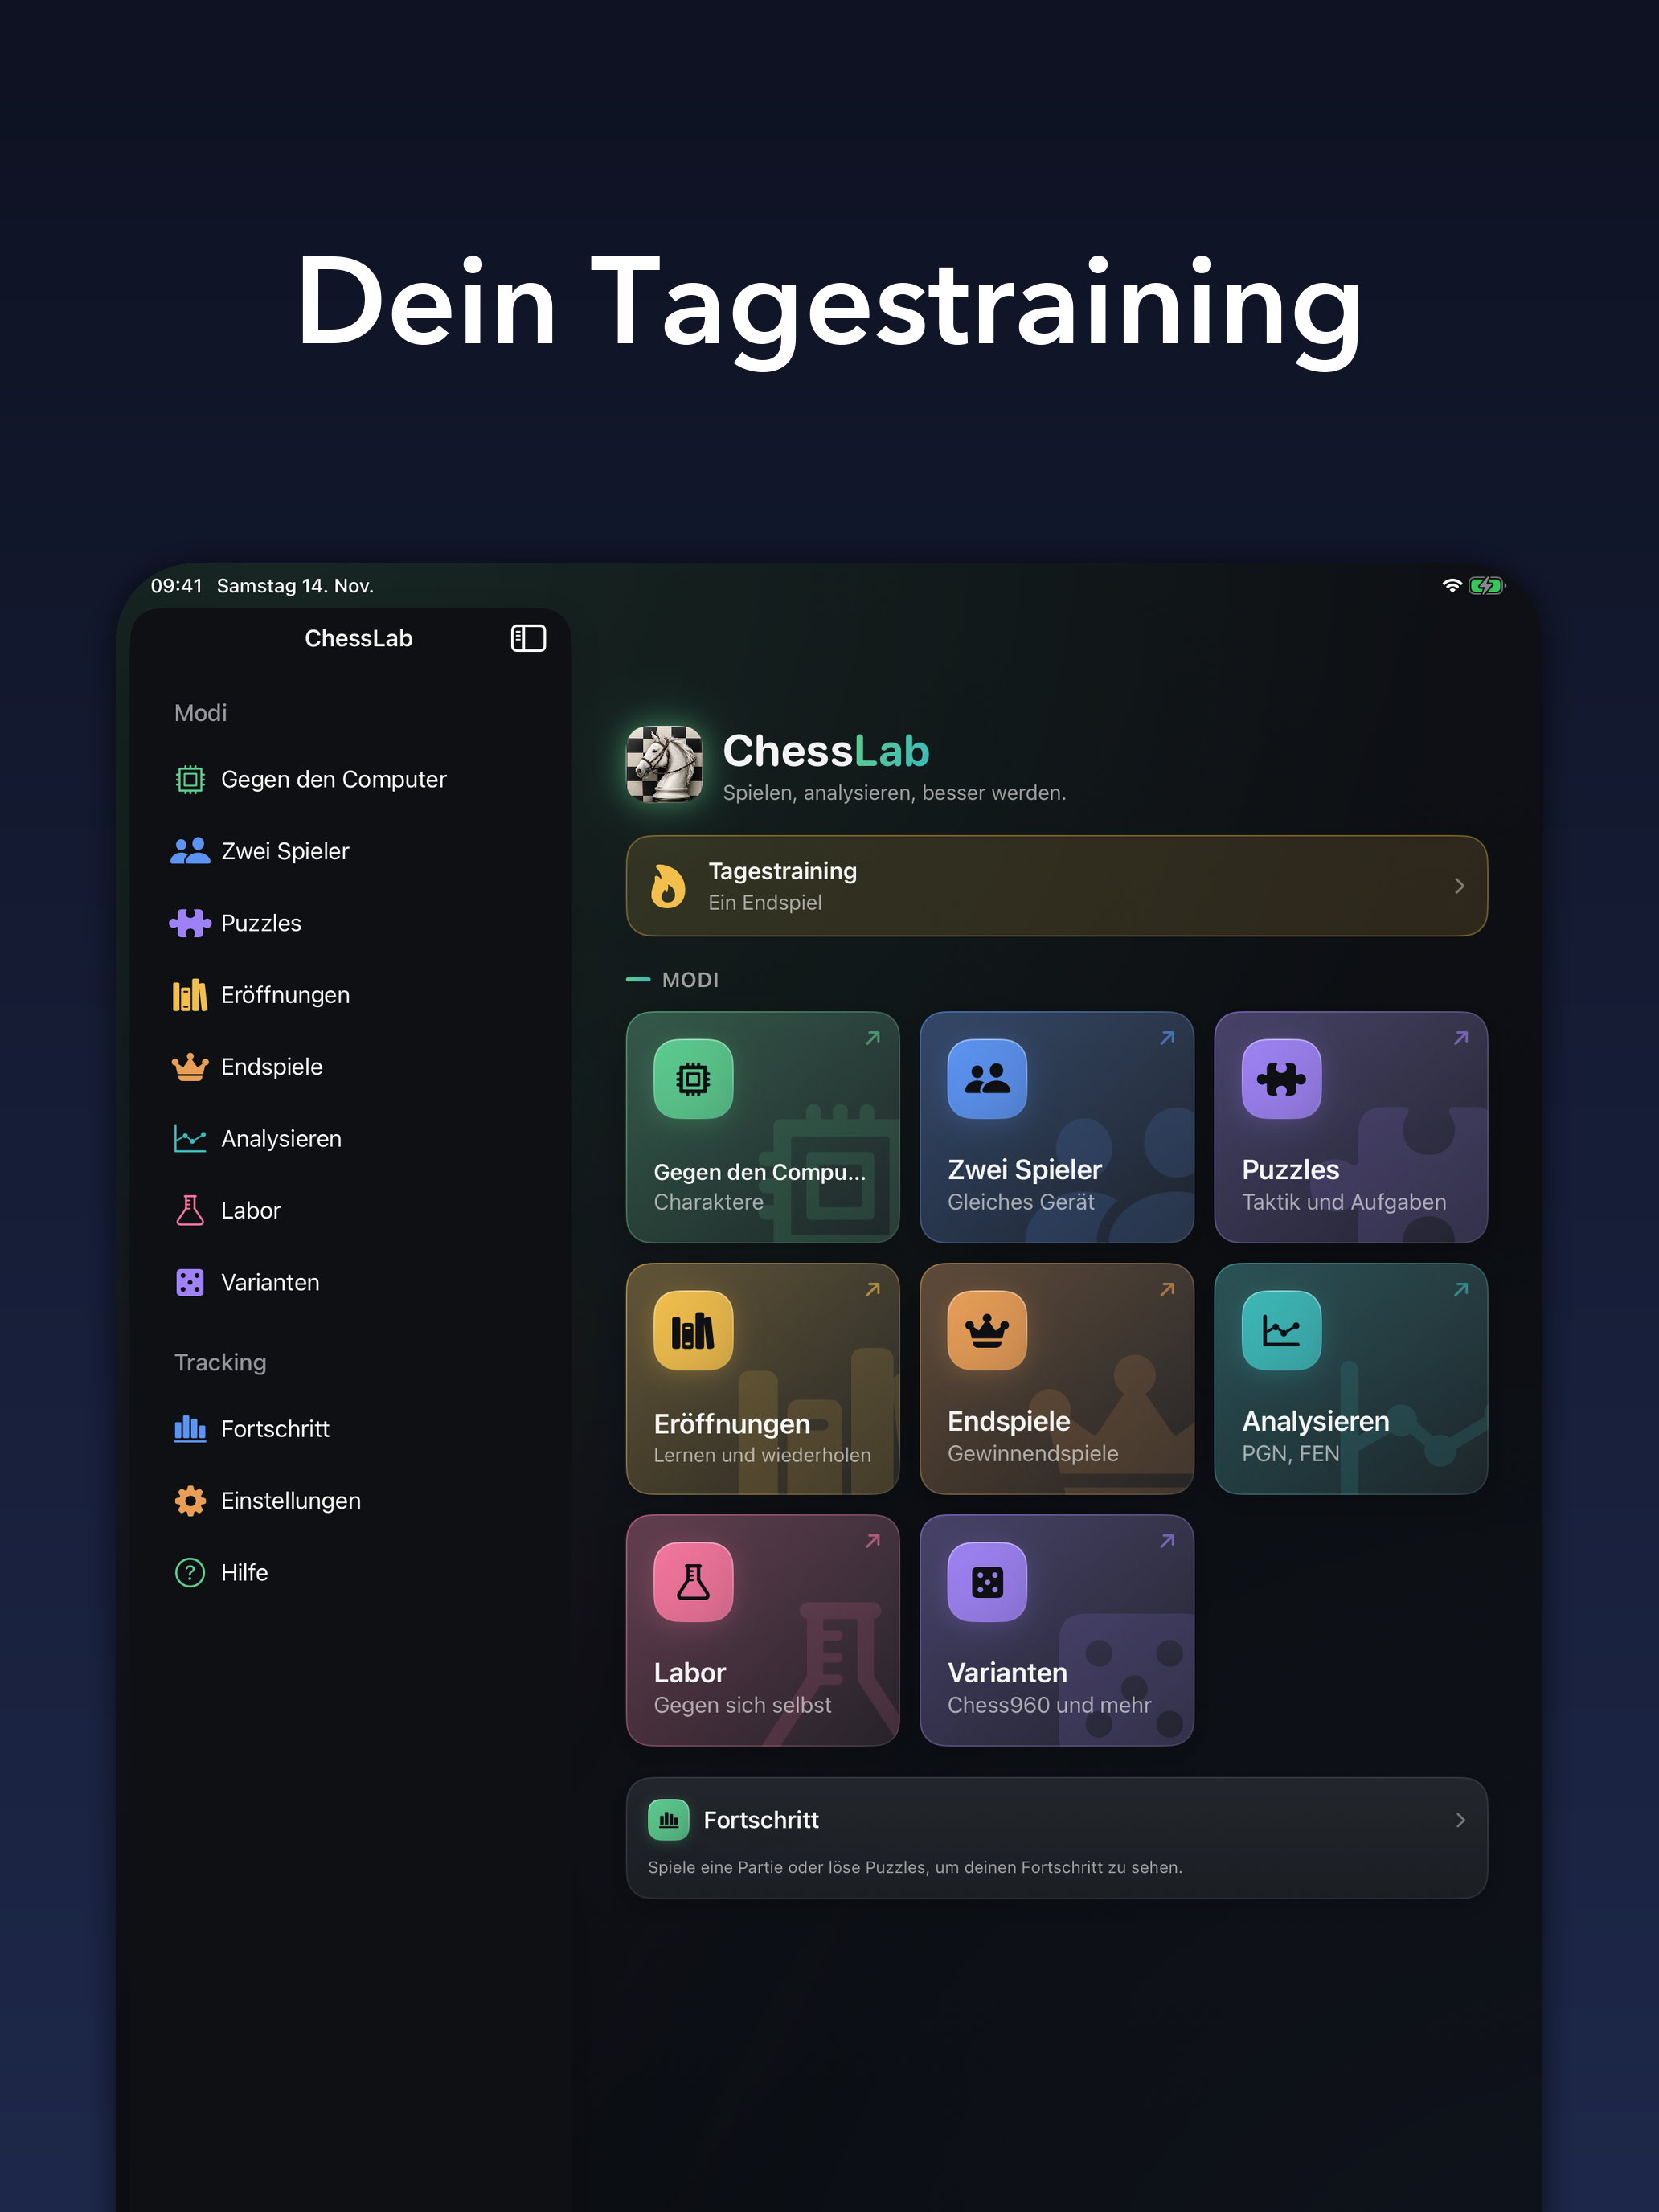 Dein Tagestraining
09:41 Samstag 14. Nov.
ChessLab
Modi
Gegen den Computer
Zwei Spieler
Puzzles
Eröffnungen
Endspiele
Analysieren
Labor
Varianten
Tracking
Fortschritt
Einstellungen
Hilfe
ChessLab
Spielen, analysieren, besser werden.
Tagestraining
Ein Endspiel
MODI
Gegen den Compu...
Charaktere
Zwei Spieler
Gleiches Gerät
Puzzles
Taktik und Aufgaben
Eröffnungen
Lernen und wiederholen
Endspiele
Gewinnendspiele
Analysieren
PGN, FEN
Labor
Gegen sich selbst
Varianten
Chess960 und mehr
Fortschritt
Spiele eine Partie oder löse Puzzles, um deinen Fortschritt zu sehen.